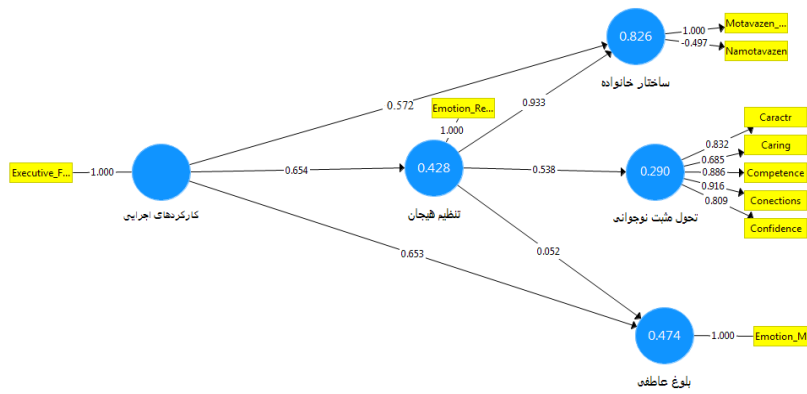 0.826
Motavazen_...
Namotavazen
1.000
-0.497
ساختار خانواده
0.572
0.933
Emotion_Re...
1.000
Executive_F...
1.000
کارکردهای اجرایی
0.654
0.428
تنظیم هیجان
0.538
0.290
تحول مثبت نوجوانی
0.832
0.685
0.886
0.916
0.809
Caractr
Caring
Competence
Conections
Confidence
0.653
0.052
0.474
1.000
Emotion_M
بلوغ عاطفی